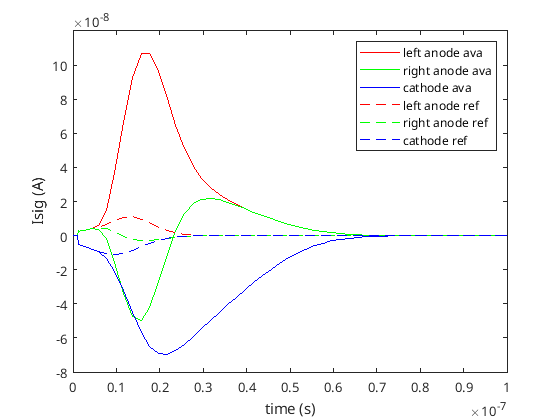 ×10-8
10
8
6
4
2
0
-2
-4
-6
-8
Isig (A)
left anode ava
right anode ava
cathode ava
left anode ref
right anode ref
cathode ref
0 0.1 0.2 0.3 0.4 0.5 0.6 0.7 0.8 0.9 1
time (s)
×10-7